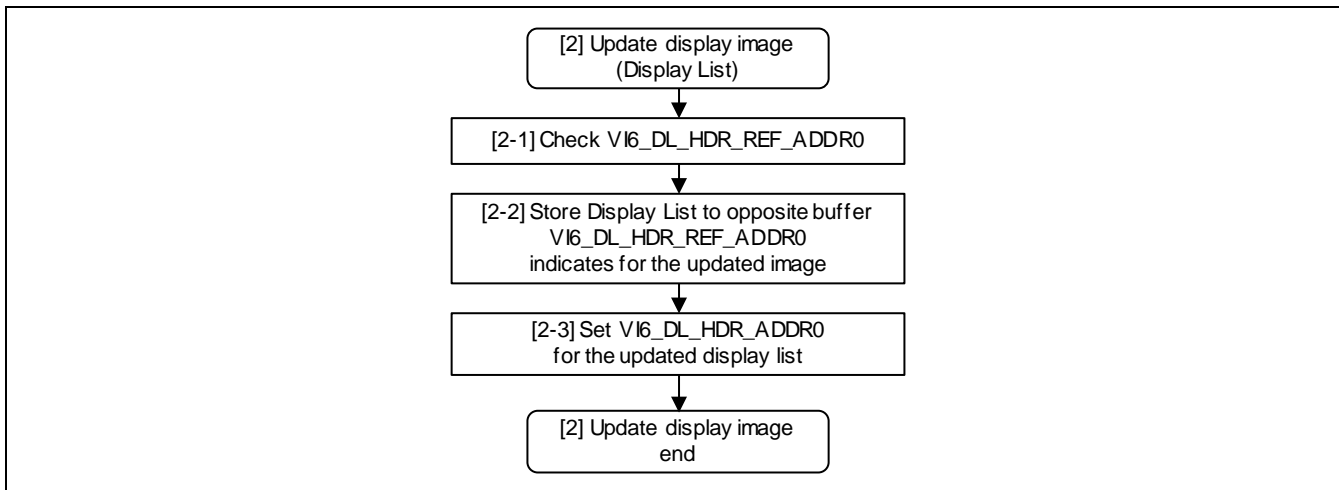 [2] Update display image
(Display List)
[2-1] Check VI6_DL_HDR_REF_ADDR0
[2-2] Store Display List to opposite buffer
VI6_DL_HDR_REF_ADDR0
indicates for the updated image
[2-3] Set VI6_DL_HDR_ADDR0
for the updated display list
[2] Update display image
end